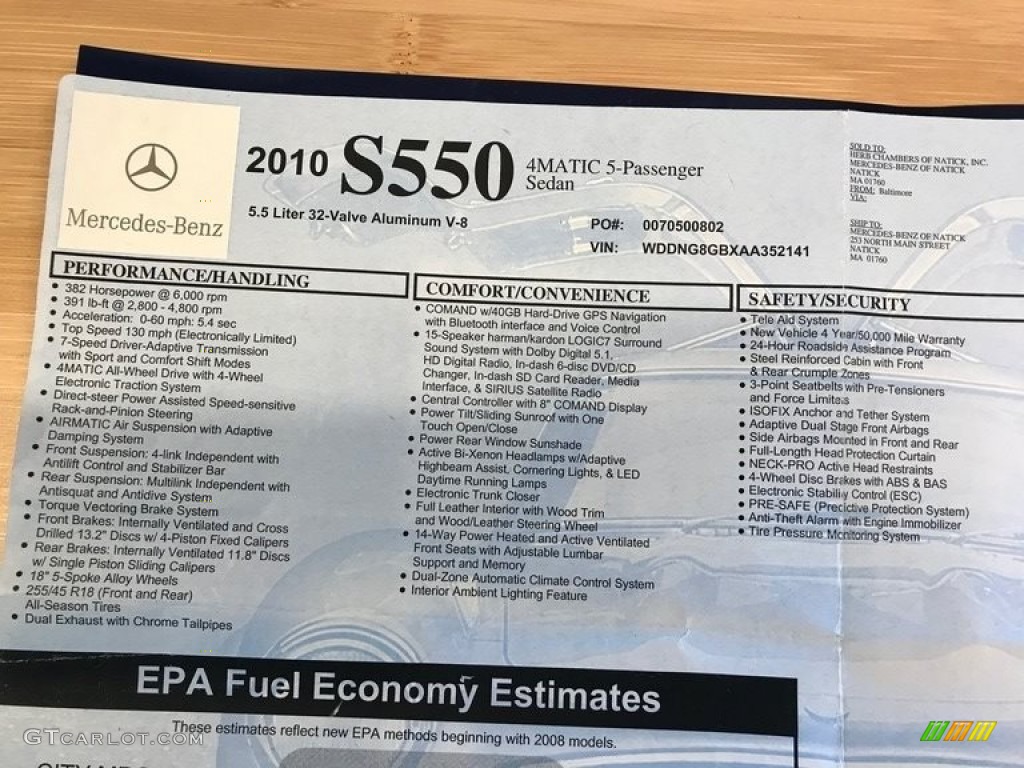 Mercedes-Benz
2010 S550 4MATIC 5-Passenger
Sedan
5.5 Liter 32-Valve Aluminum V-8
PO#: 0070500802
VIN: WDDNG8GBXAA352141
SOLD TO:
HERB CHAMBERS OF NATICK, INC.
MERCEDES-BENZ OF NATICK
NATICK
MA 01760
FROM: Baltimore
VIA:
SHIP TO:
MERCEDES-BENZ OF NATICK
253 NORTH MAIN STREET
NATICK
MA 01760
PERFORMANCE/HANDLING
• 382 Horsepower @ 6,000 rpm
• 391 lb-ft @ 2,800 - 4,800 rpm
• Acceleration: 0-60 mph: 5.4 sec
• Top Speed 130 mph (Electronically Limited)
• 7-Speed Driver-Adaptive Transmission
with Sport and Comfort Shift Modes
• 4MATIC All-Wheel Drive with 4-Wheel
Electronic Traction System
• Direct-steer Power Assisted Speed-sensitive
Rack-and-Pinion Steering
• AIRMATIC Air Suspension with Adaptive
Damping System
• Front Suspension: 4-link Independent with
Antilift Control and Stabilizer Bar
• Rear Suspension: Multilink Independent with
Antisquat and Antidive System
• Torque Vectoring Brake System
• Front Brakes: Internally Ventilated and Cross
Drilled 13.2" Discs w/ 4-Piston Fixed Calipers
• Rear Brakes: Internally Ventilated 11.8" Discs
w/ Single Piston Sliding Calipers
• 18" 5-Spoke Alloy Wheels
• 255/45 R18 (Front and Rear)
All-Season Tires
• Dual Exhaust with Chrome Tailpipes
COMFORT/CONVENIENCE
• COMAND w/40GB Hard-Drive GPS Navigation
with Bluetooth interface and Voice Control
• 15-Speaker harman/kardon LOGIC7 Surround
Sound System with Dolby Digital 5.1,
HD Digital Radio, In-dash 6-disc DVD/CD
Changer, In-dash SD Card Reader, Media
Interface, & SIRIUS Satellite Radio
• Central Controller with 8" COMAND Display
• Power Tilt/Sliding Sunroof with One
Touch Open/Close
• Power Rear Window Sunshade
• Active Bi-Xenon Headlamps w/Adaptive
Highbeam Assist, Cornering Lights, & LED
Daytime Running Lamps
• Electronic Trunk Closer
• Full Leather Interior with Wood Trim
and Wood/Leather Steering Wheel
• 14-Way Power Heated and Active Ventilated
Front Seats with Adjustable Lumbar
Support and Memory
• Dual-Zone Automatic Climate Control System
• Interior Ambient Lighting Feature
SAFETY/SECURITY
• Tele Aid System
• New Vehicle 4 Year/50,000 Mile Warranty
• 24-Hour Roadside Assistance Program
• Steel Reinforced Cabin with Front
& Rear Crumple Zones
• 3-Point Seatbelts with Pre-Tensioners
and Force Limiters
• ISOFIX Anchor and Tether System
• Adaptive Dual Stage Front Airbags
• Side Airbags Mounted in Front and Rear
• Full-Length Head Protection Curtain
• NECK-PRO Active Head Restraints
• 4-Wheel Disc Brakes with ABS & BAS
• Electronic Stability Control (ESC)
• PRE-SAFE (Predictive Protection System)
• Anti-Theft Alarm with Engine Immobilizer
• Tire Pressure Monitoring System
EPA Fuel Economy Estimates
These estimates reflect new EPA methods beginning with 2008 models.
GTcarlot.com